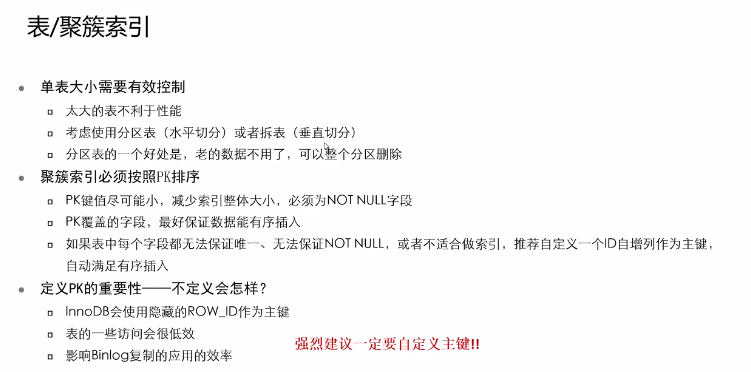 表/聚簇索引
单表大小需要有效控制
太大的表不利于性能
考虑使用分区表（水平切分）或者拆表（垂直切分）
分区表的一个好处是，老的数据不用了，可以整个分区删除
聚簇索引必须按照PK排序
PK键值尽可能小，减少索引整体大小，必须为NOT NULL字段
PK覆盖的字段，最好保证数据能有序插入
如果表中每个字段都无法保证唯一、无法保证NOT NULL，或者不适合做索引，推荐自定义一个ID自增列作为主键，
自动满足有序插入
定义PK的重要性——不定义会怎样？
InnoDB会使用隐藏的ROW_ID作为主键
表的一些访问会很低效
影响Binlog复制的应用的效率
强烈建议一定要自定义主键!!